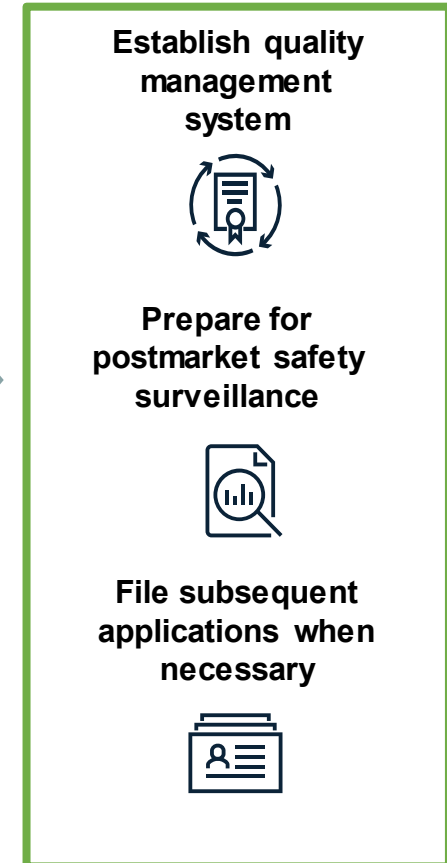 Establish quality
management
system
Prepare for
postmarket safety
surveillance
File subsequent
applications when
necessary